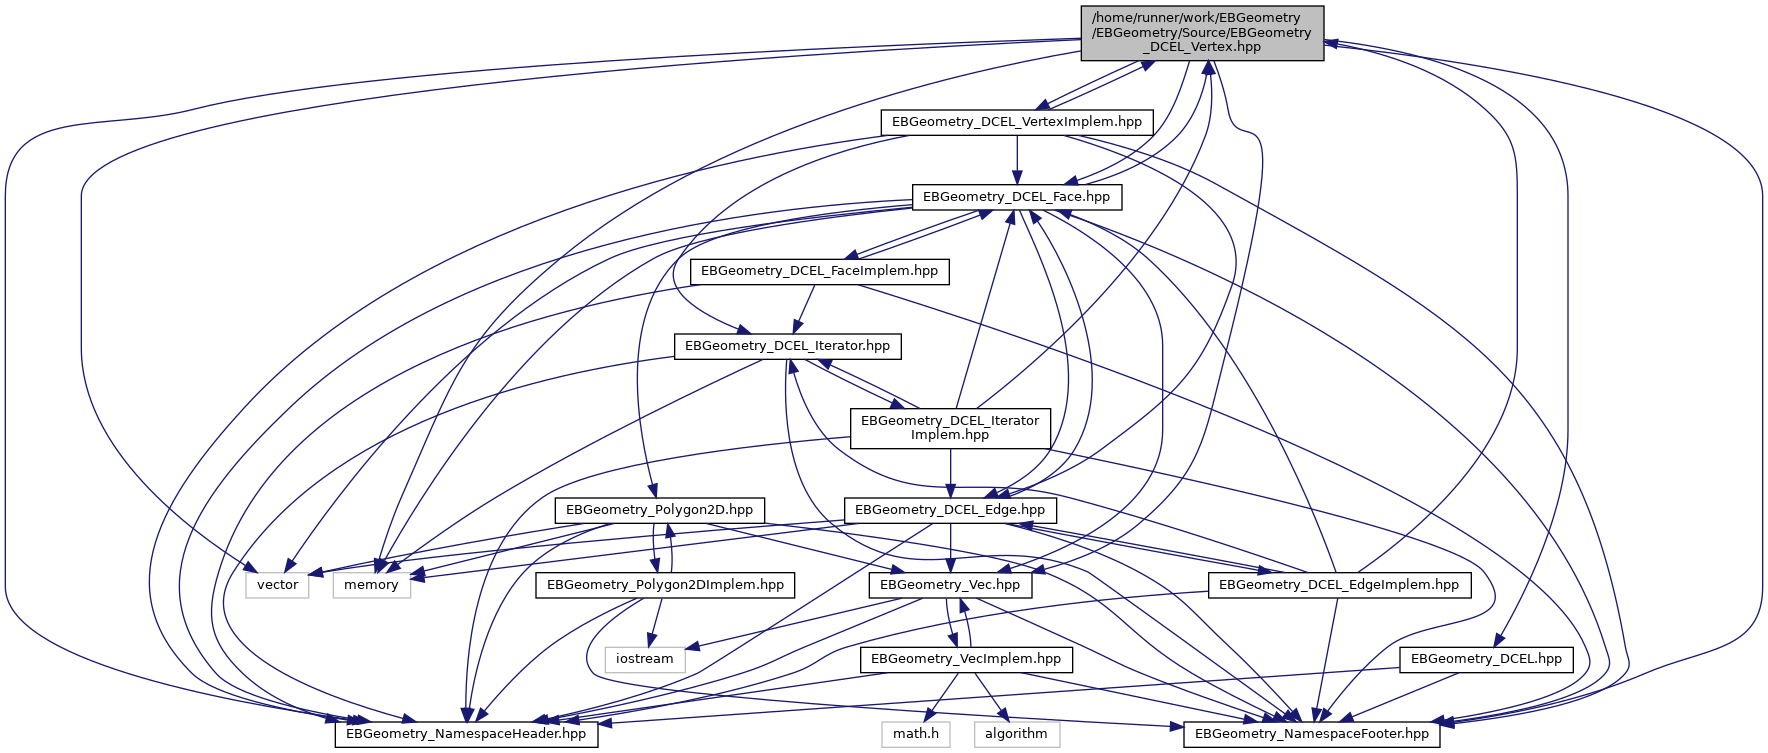 /home/runner/work/EBGeometry
/EBGeometry/Source/EBGeometry
_DCEL_Vertex.hpp
EBGeometry_DCEL_VertexImplem.hpp
EBGeometry_DCEL_Face.hpp
EBGeometry_DCEL_FaceImplem.hpp
EBGeometry_DCEL_Iterator.hpp
EBGeometry_DCEL_Iterator
Implem.hpp
EBGeometry_Polygon2D.hpp
EBGeometry_DCEL_Edge.hpp
vector
memory
EBGeometry_Polygon2DImplem.hpp
EBGeometry_Vec.hpp
EBGeometry_DCEL_EdgeImplem.hpp
iostream
EBGeometry_VecImplem.hpp
EBGeometry_DCEL.hpp
EBGeometry_NamespaceHeader.hpp
math.h
algorithm
EBGeometry_NamespaceFooter.hpp